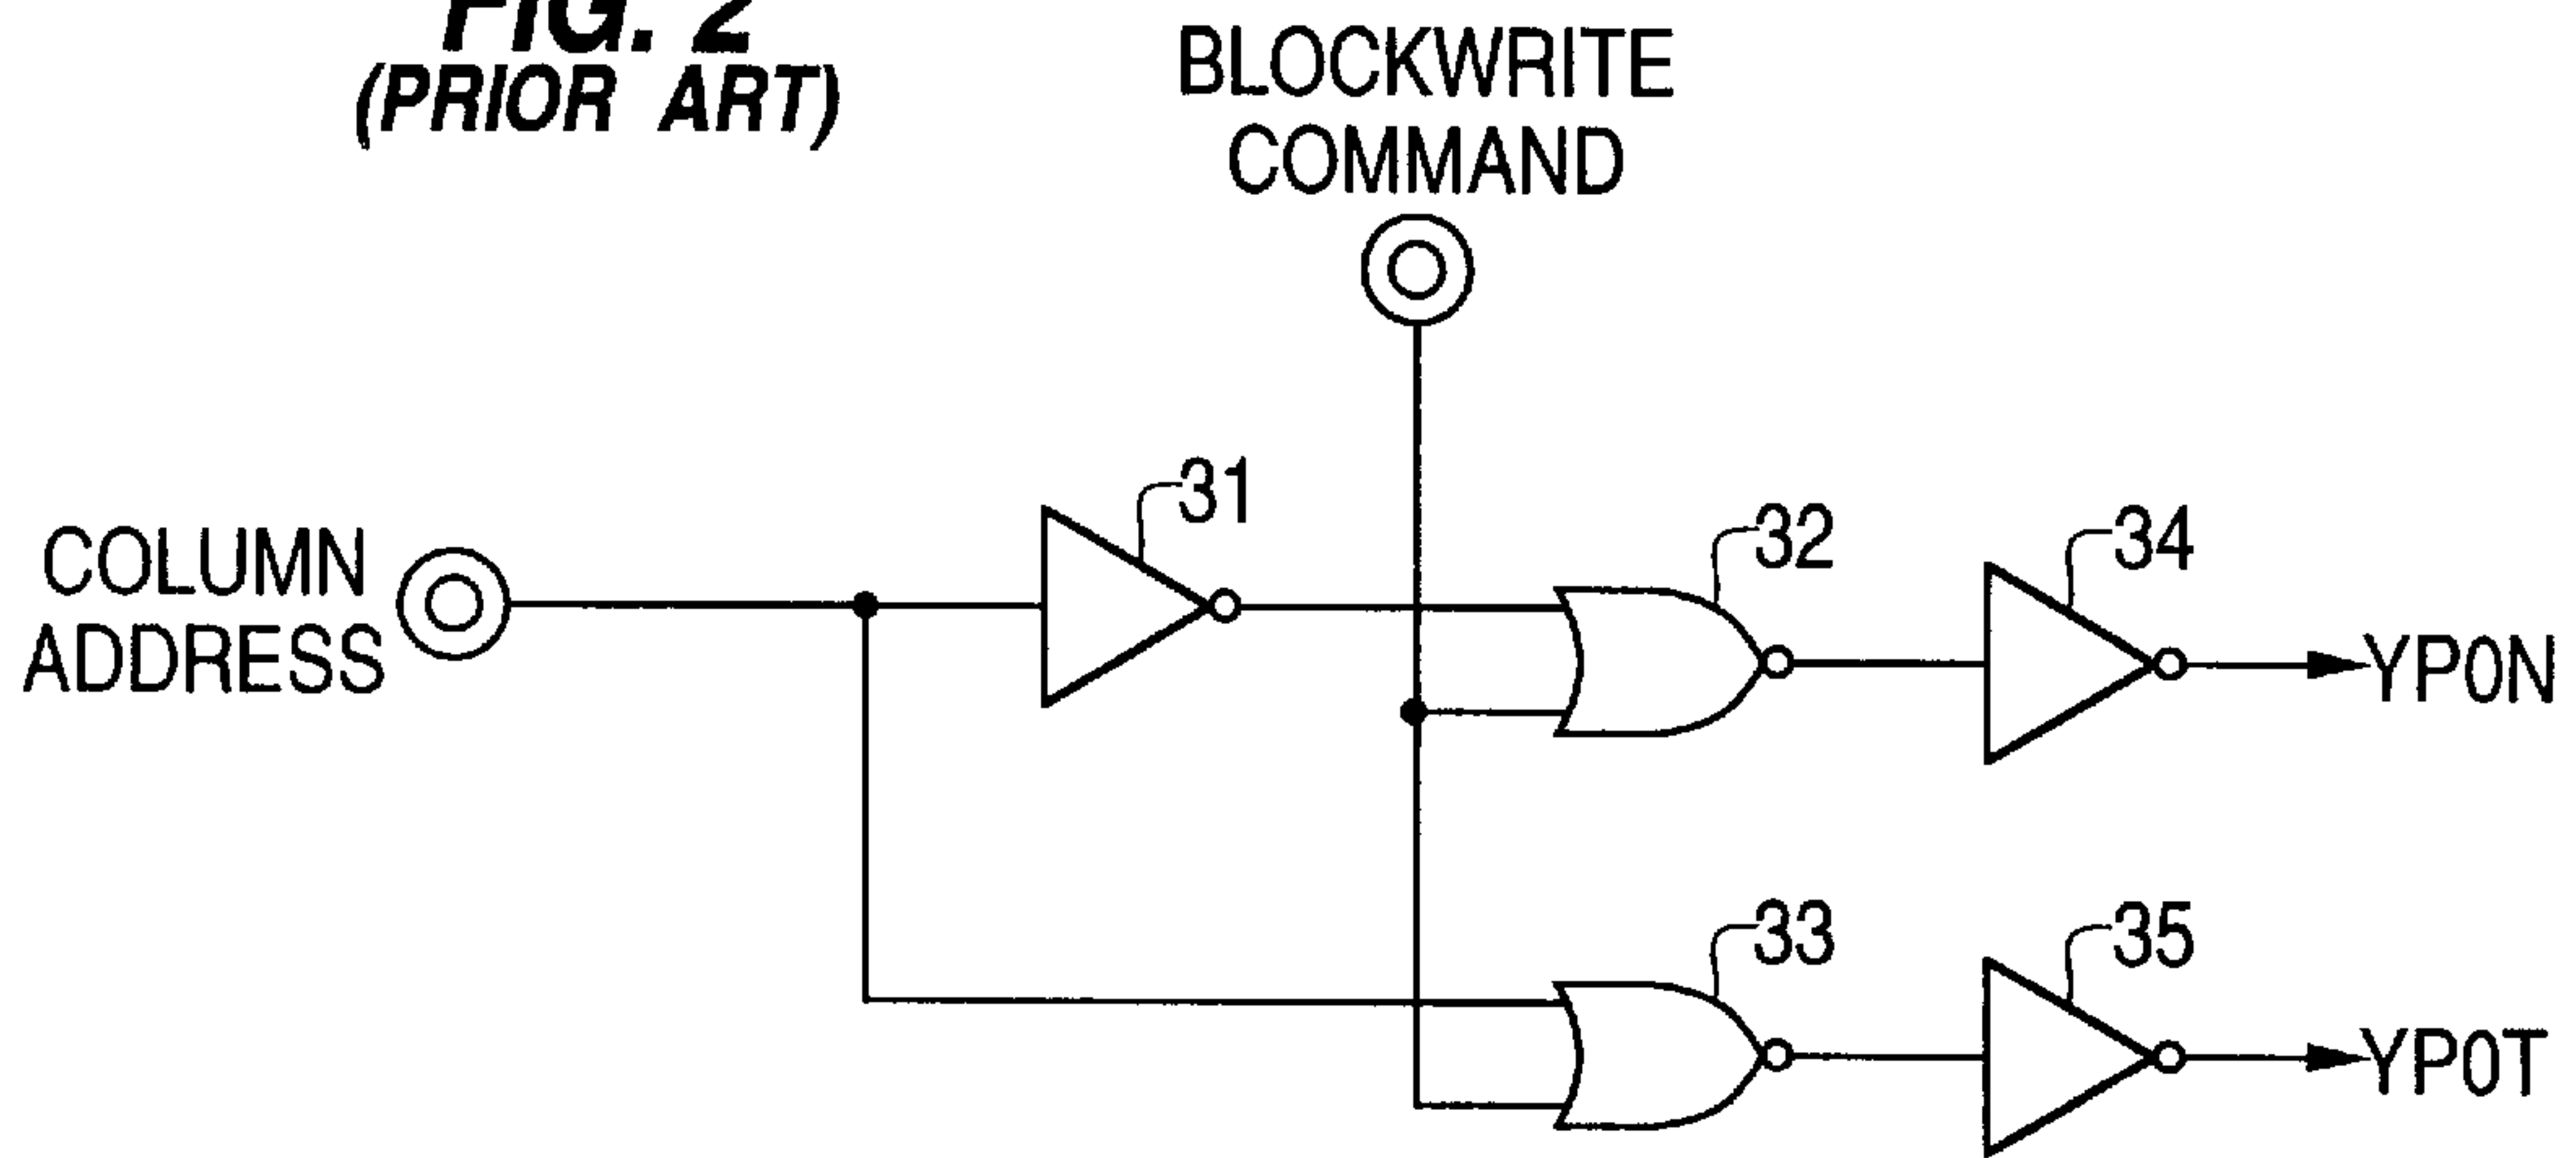 FIG. 2
(PRIOR ART)
BLOCKWRITE
COMMAND
31
32
34
COLUMN
ADDRESS
YP0N
33
35
YP0T